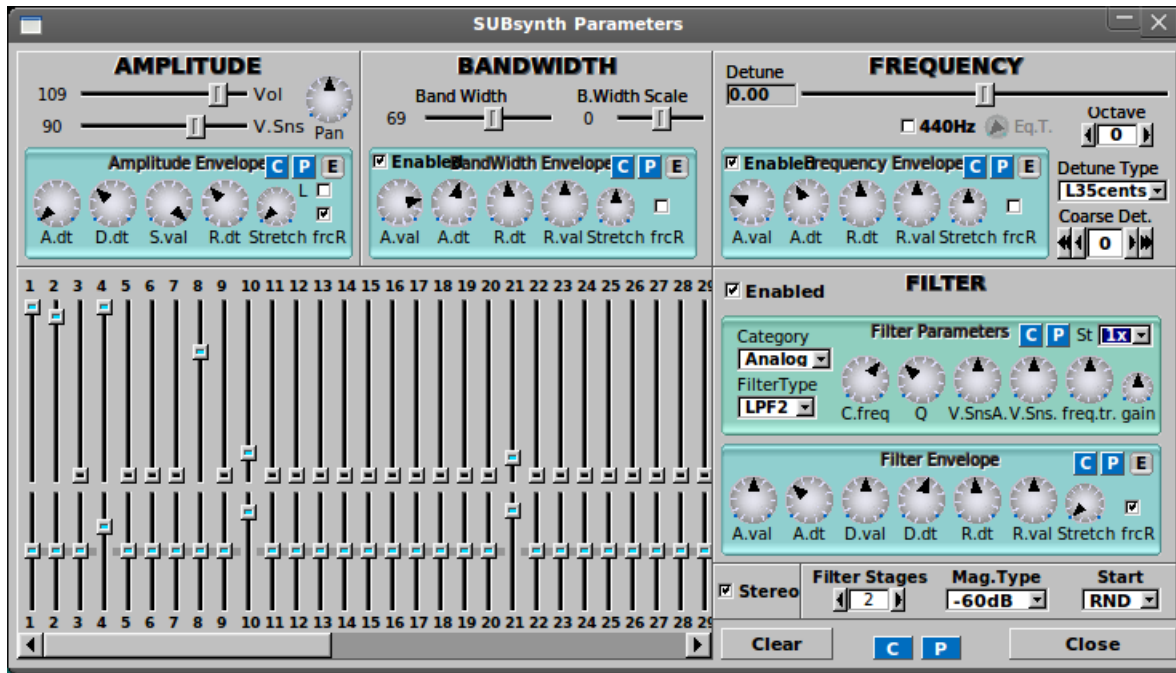 SUBsynth Parameters
AMPLITUDE
109 Vol
90 V.Sns Pan
Amplitude Envelope C P E
L
A.dt D.dt S.val R.dt Stretch frcR
BANDWIDTH
Band Width B.Width Scale
69 0
Enabled BandWidth Envelope C P E
A.val A.dt R.dt R.val Stretch frcR
FREQUENCY
Detune
0.00
440Hz Eq.T.
Octave
0
Enabled Frequency Envelope C P E
A.val A.dt R.dt R.val Stretch frcR
Detune Type
L35cents
Coarse Det.
0
1 2 3 4 5 6 7 8 9 10 11 12 13 14 15 16 17 18 19 20 21 22 23 24 25 26 27 28 29
1 2 3 4 5 6 7 8 9 10 11 12 13 14 15 16 17 18 19 20 21 22 23 24 25 26 27 28 29
Enabled FILTER
Filter Parameters C P St 1x
Category
Analog
FilterType
LPF2
C.freq Q V.SnsA. V.Sns. freq.tr. gain
Filter Envelope C P E
A.val A.dt D.val D.dt R.dt R.val Stretch frcR
Stereo
Filter Stages Mag.Type Start
2 -60dB RND
Clear C P Close